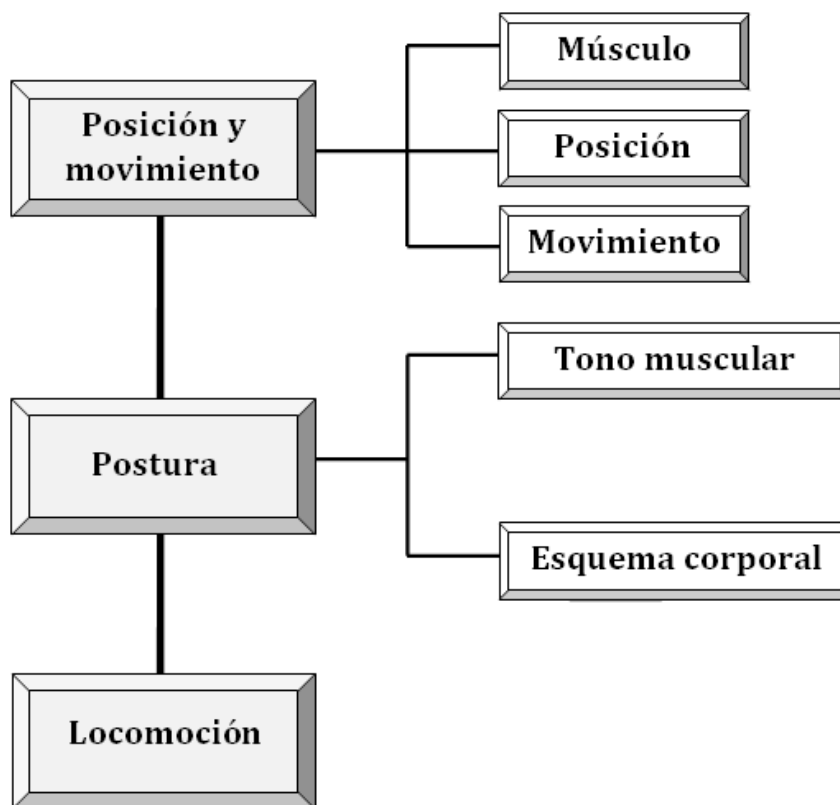 Músculo
Posición y
movimiento
Posición
Movimiento
Tono muscular
Postura
Esquema corporal
Locomoción